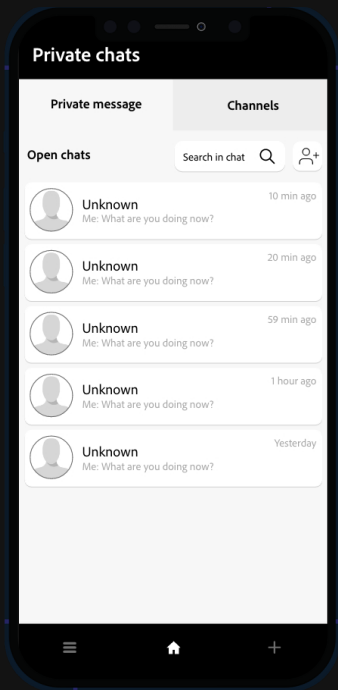 Private chats
Private message
Channels
Open chats
Search in chat
Unknown
10 min ago
Me: What are you doing now?
Unknown
20 min ago
Me: What are you doing now?
Unknown
59 min ago
Me: What are you doing now?
Unknown
1 hour ago
Me: What are you doing now?
Unknown
Yesterday
Me: What are you doing now?